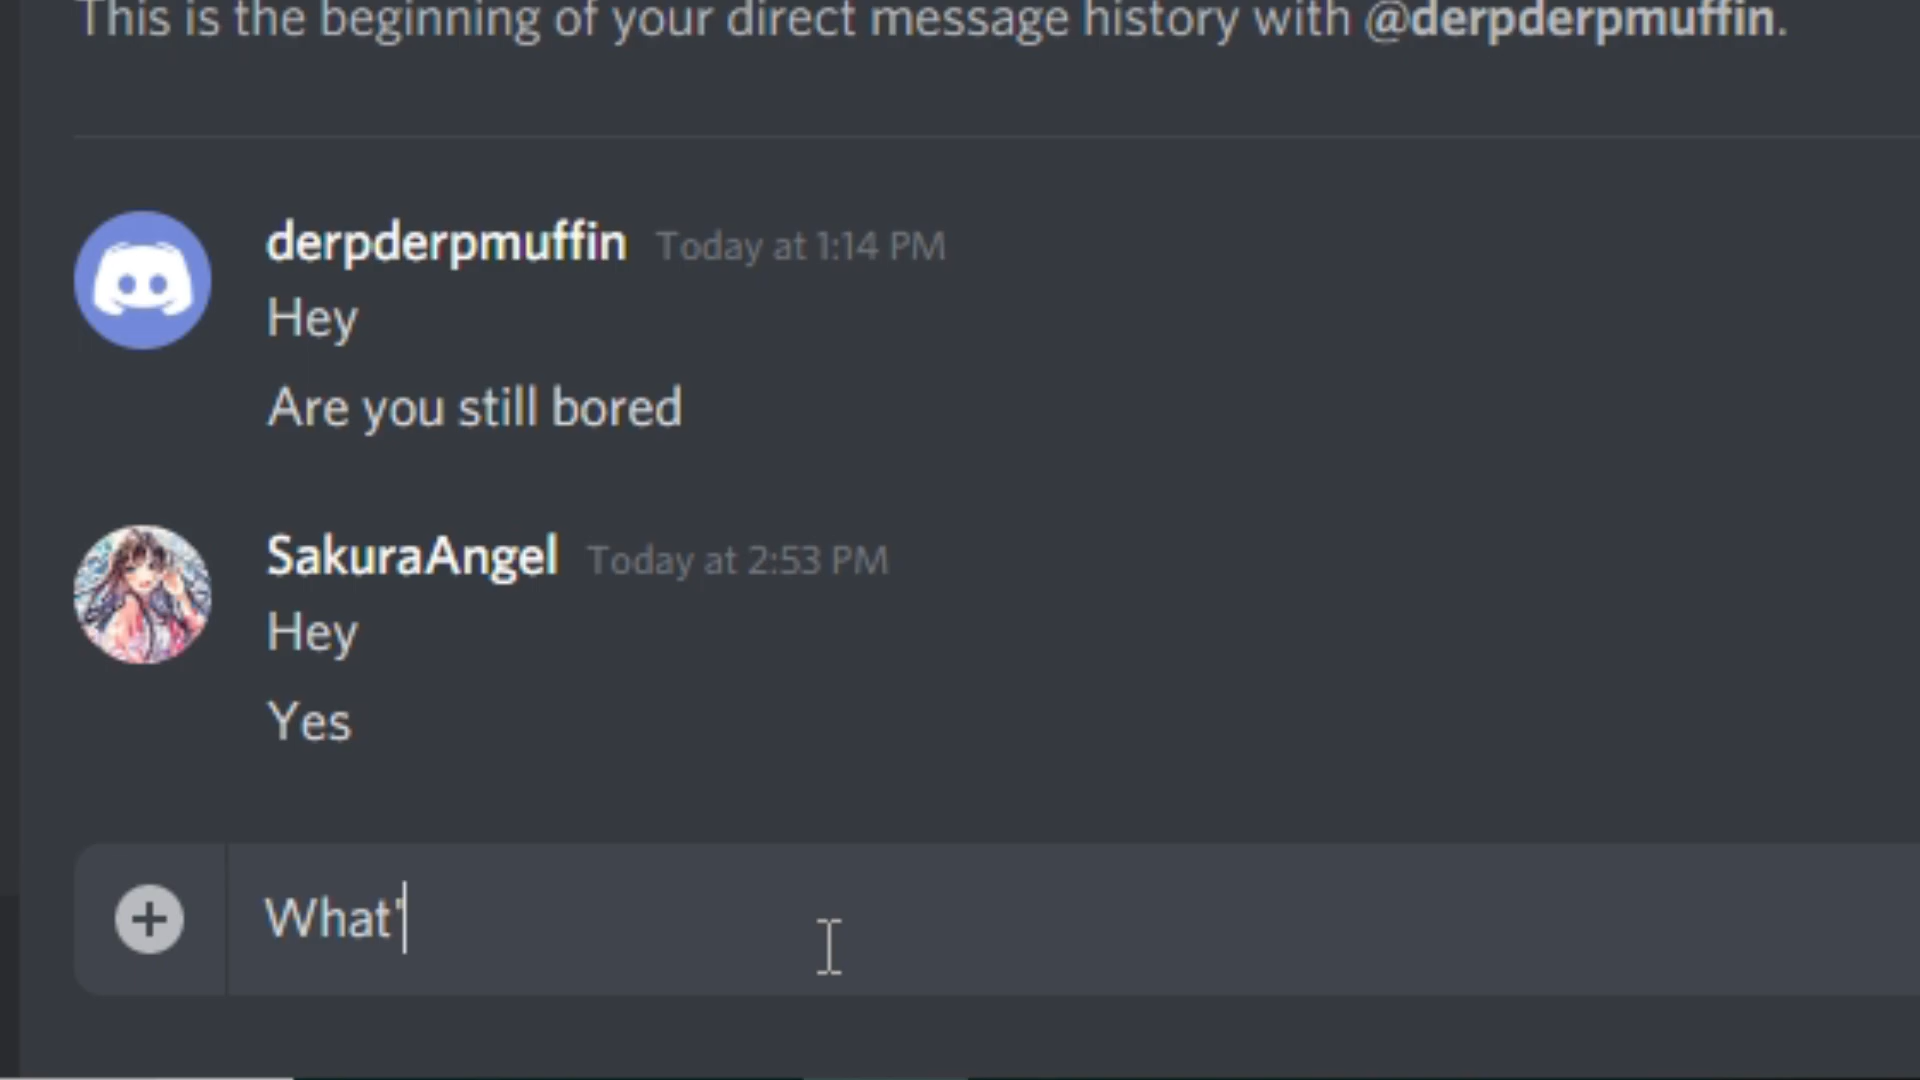 This is the beginning of your direct message history with @derpderpmuffin.
derpderpmuffin Today at 1:14 PM
Hey
Are you still bored
SakuraAngel Today at 2:53 PM
Hey
Yes
What'